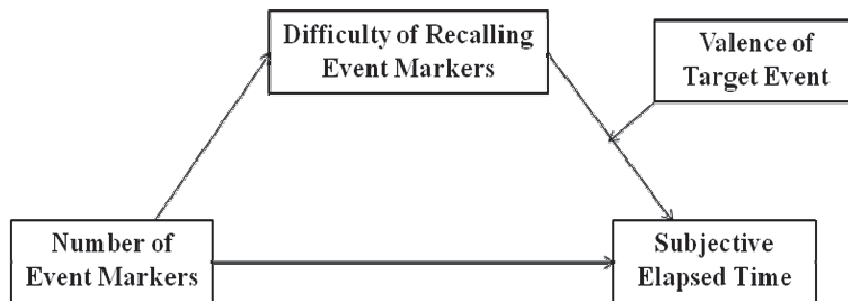 Difficulty of Recalling
Event Markers
Valence of
Target Event
Number of
Event Markers
Subjective
Elapsed Time